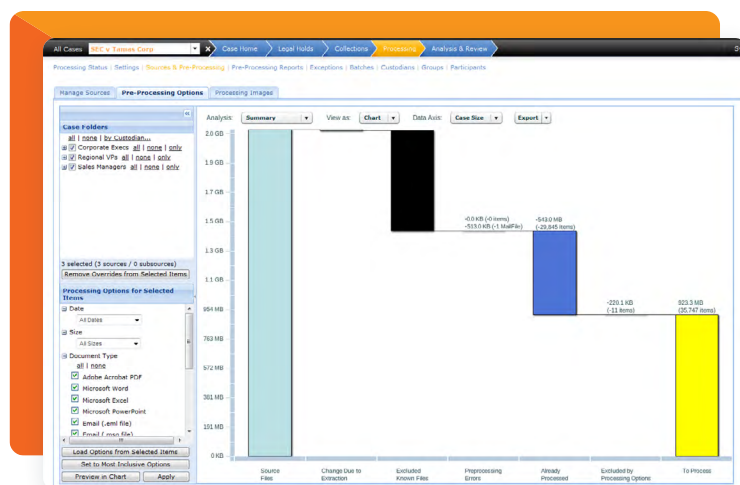 All Cases SEC v Tamas Corp Case Home Legal Holds Collections Processing Analysis & Review
Processing Status | Settings | Sources & Pre-Processing | Pre-Processing Reports | Exceptions | Batches | Custodians | Groups | Participants
Manage Sources Pre-Processing Options Processing Images
Case Folders
all | none | by Custodian...
Corporate Execs all | none | only
Regional VPs all | none | only
Sales Managers all | none | only
3 selected (3 sources / 0 subsources)
Remove Overrides from Selected Items
Processing Options for Selected
Items
Date
All Dates
Size
All Sizes
Document Type
all | none
Adobe Acrobat PDF
Microsoft Word
Microsoft Excel
Microsoft PowerPoint
Email (.eml file)
Email (.msg file)
Load Options from Selected Items
Set to Most Inclusive Options
Preview in Chart Apply
Analysis: Summary View as: Chart Data Axis: Case Size Export
2.0 GB
1.9 GB
1.7 GB
1.5 GB
1.3 GB
1.1 GB
954 MB
763 MB
572 MB
381 MB
191 MB
0 KB
-0.0 KB (-0 items)
-513.0 KB (-1 MailFile)
-543.0 MB
(-29,845 items)
-220.1 KB
(-11 items)
923.3 MB
(35,747 items)
Source
Files
Change Due to
Extraction
Excluded
Known Files
Preprocessing
Errors
Already
Processed
Excluded by
Processing Options
To Process